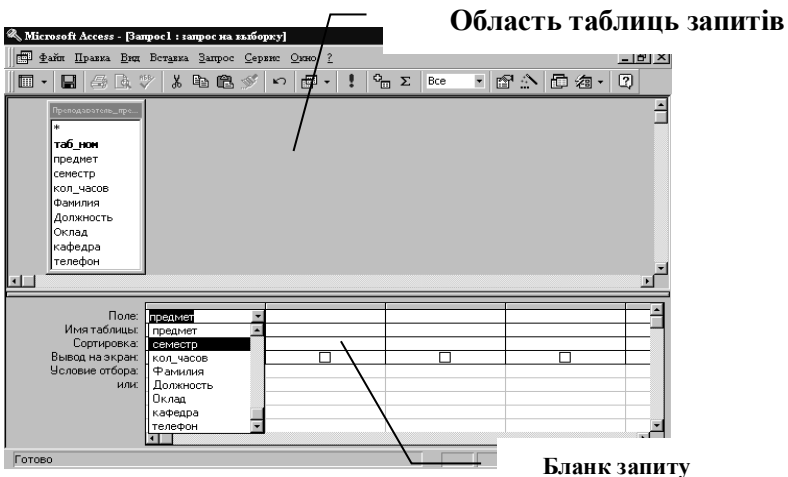 Область таблиць запитів
Microsoft Access - [Запрос1 : запрос на выборку]
Файл Правка Вид Вставка Запрос Сервис Окно ?
Все
Преподаватель_пре...
*
таб_ном
предмет
семестр
кол_часов
Фамилия
Должность
Оклад
кафедра
телефон
Поле: предмет
Имя таблицы: предмет
Сортировка: семестр
Вывод на экран: кол_часов
Условие отбора: Фамилия
или: Должность
Оклад
кафедра
телефон
Готово
Бланк запиту